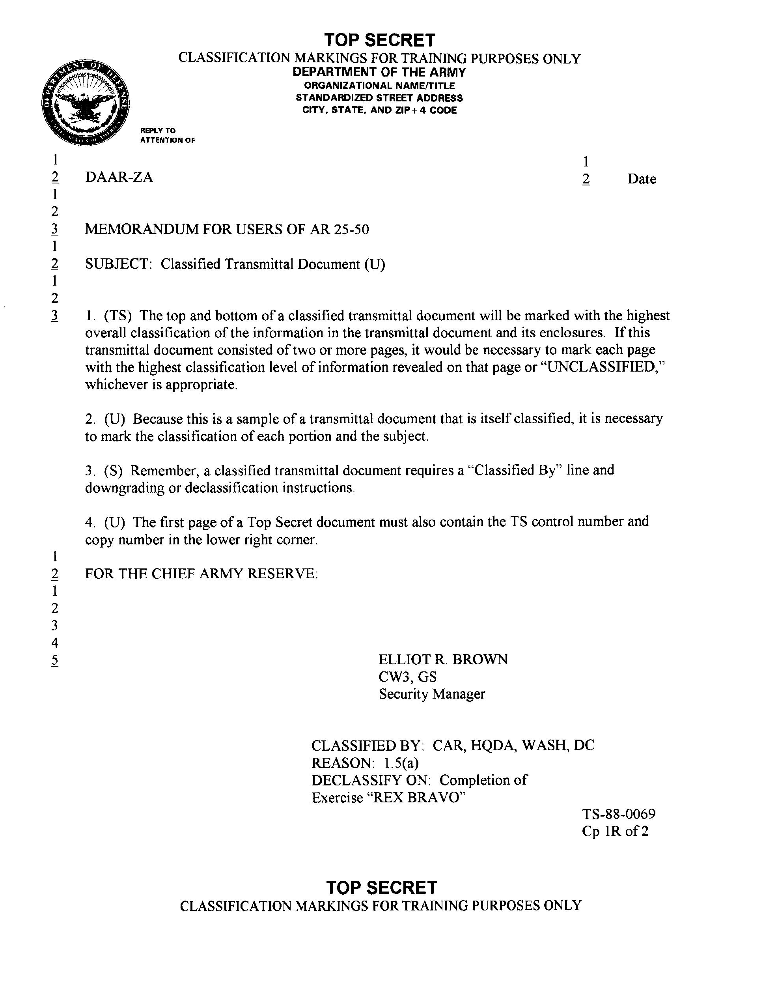 TOP SECRET
CLASSIFICATION MARKINGS FOR TRAINING PURPOSES ONLY
DEPARTMENT OF THE ARMY
ORGANIZATIONAL NAME/TITLE
STANDARDIZED STREET ADDRESS
CITY, STATE, AND ZIP+4 CODE
DEPARTMENT OF DEFENSE
UNITED STATES OF AMERICA
REPLY TO
ATTENTION OF
1 1
2 DAAR-ZA 2 Date
1
2
3 MEMORANDUM FOR USERS OF AR 25-50
1
2 SUBJECT: Classified Transmittal Document (U)
1
2
3 1. (TS) The top and bottom of a classified transmittal document will be marked with the highest
overall classification of the information in the transmittal document and its enclosures. If this
transmittal document consisted of two or more pages, it would be necessary to mark each page
with the highest classification level of information revealed on that page or “UNCLASSIFIED,”
whichever is appropriate.
2. (U) Because this is a sample of a transmittal document that is itself classified, it is necessary
to mark the classification of each portion and the subject.
3. (S) Remember, a classified transmittal document requires a “Classified By” line and
downgrading or declassification instructions.
4. (U) The first page of a Top Secret document must also contain the TS control number and
copy number in the lower right corner.
1
2 FOR THE CHIEF ARMY RESERVE:
1
2
3
4
5 ELLIOT R. BROWN
CW3, GS
Security Manager
CLASSIFIED BY: CAR, HQDA, WASH, DC
REASON: 1.5(a)
DECLASSIFY ON: Completion of
Exercise “REX BRAVO”
TS-88-0069
Cp 1R of 2
TOP SECRET
CLASSIFICATION MARKINGS FOR TRAINING PURPOSES ONLY